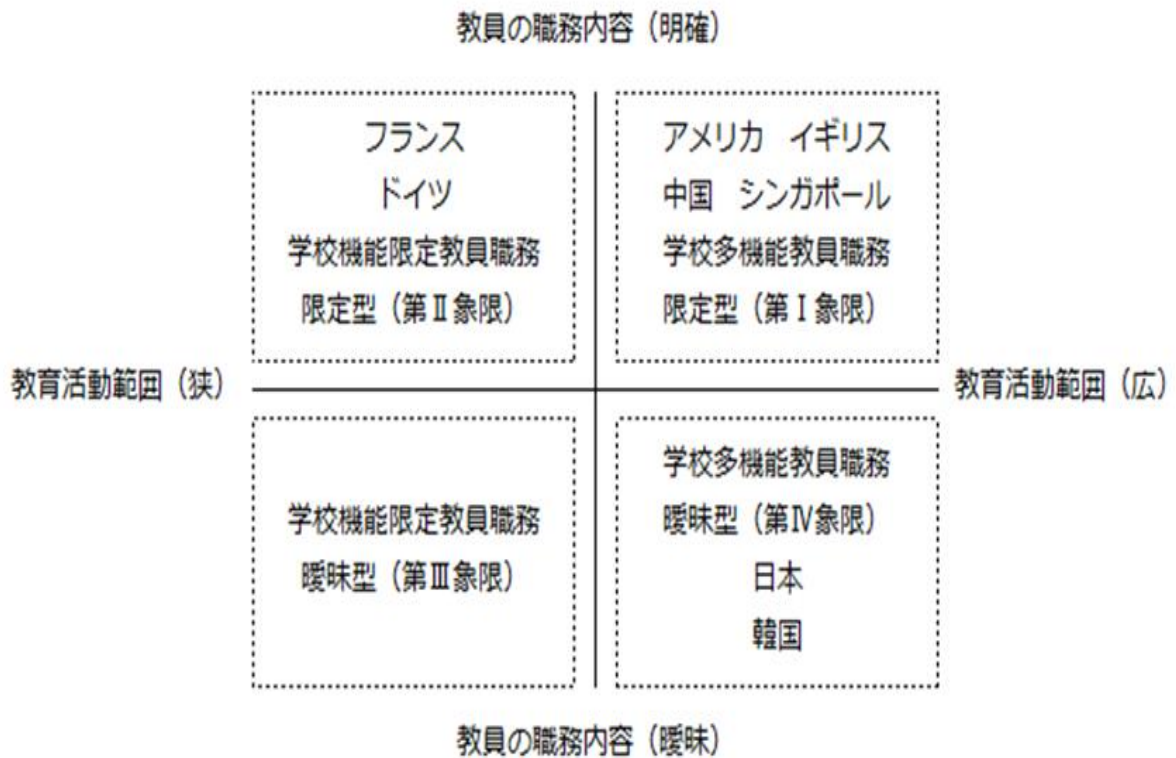 教員の職務内容（明確）
フランス
ドイツ
学校機能限定教員職務
限定型（第Ⅱ象限）
アメリカ　イギリス
中国　シンガポール
学校多機能教員職務
限定型（第Ⅰ象限）
教育活動範囲（狭）
教育活動範囲（広）
学校機能限定教員職務
曖昧型（第Ⅲ象限）
学校多機能教員職務
曖昧型（第Ⅳ象限）
日本
韓国
教員の職務内容（曖昧）